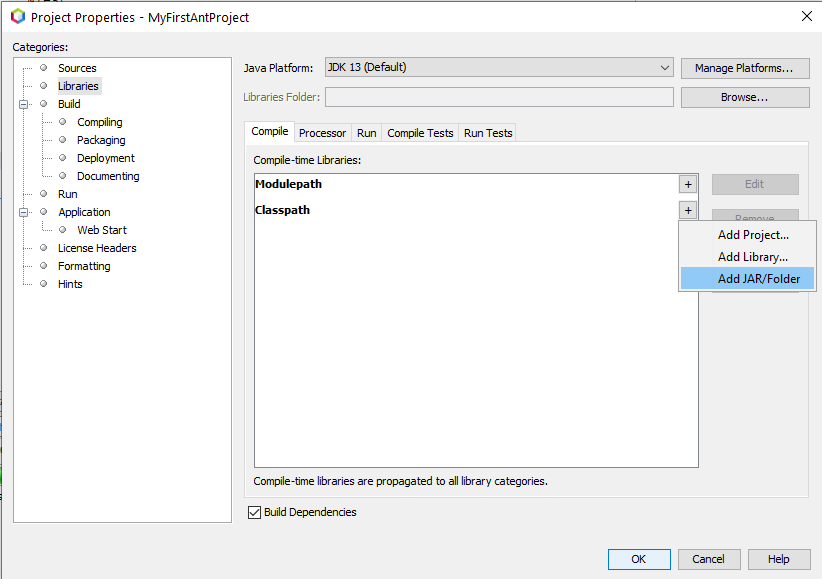 Project Properties - MyFirstAntProject
Categories:
Sources
Libraries
Build
Compiling
Packaging
Deployment
Documenting
Run
Application
Web Start
License Headers
Formatting
Hints
Java Platform: JDK 13 (Default) Manage Platforms...
Libraries Folder: Browse...
Compile Processor Run Compile Tests Run Tests
Compile-time Libraries:
Modulepath + Edit
Classpath + Remove
Add Project...
Add Library...
Add JAR/Folder
Compile-time libraries are propagated to all library categories.
Build Dependencies
OK Cancel Help